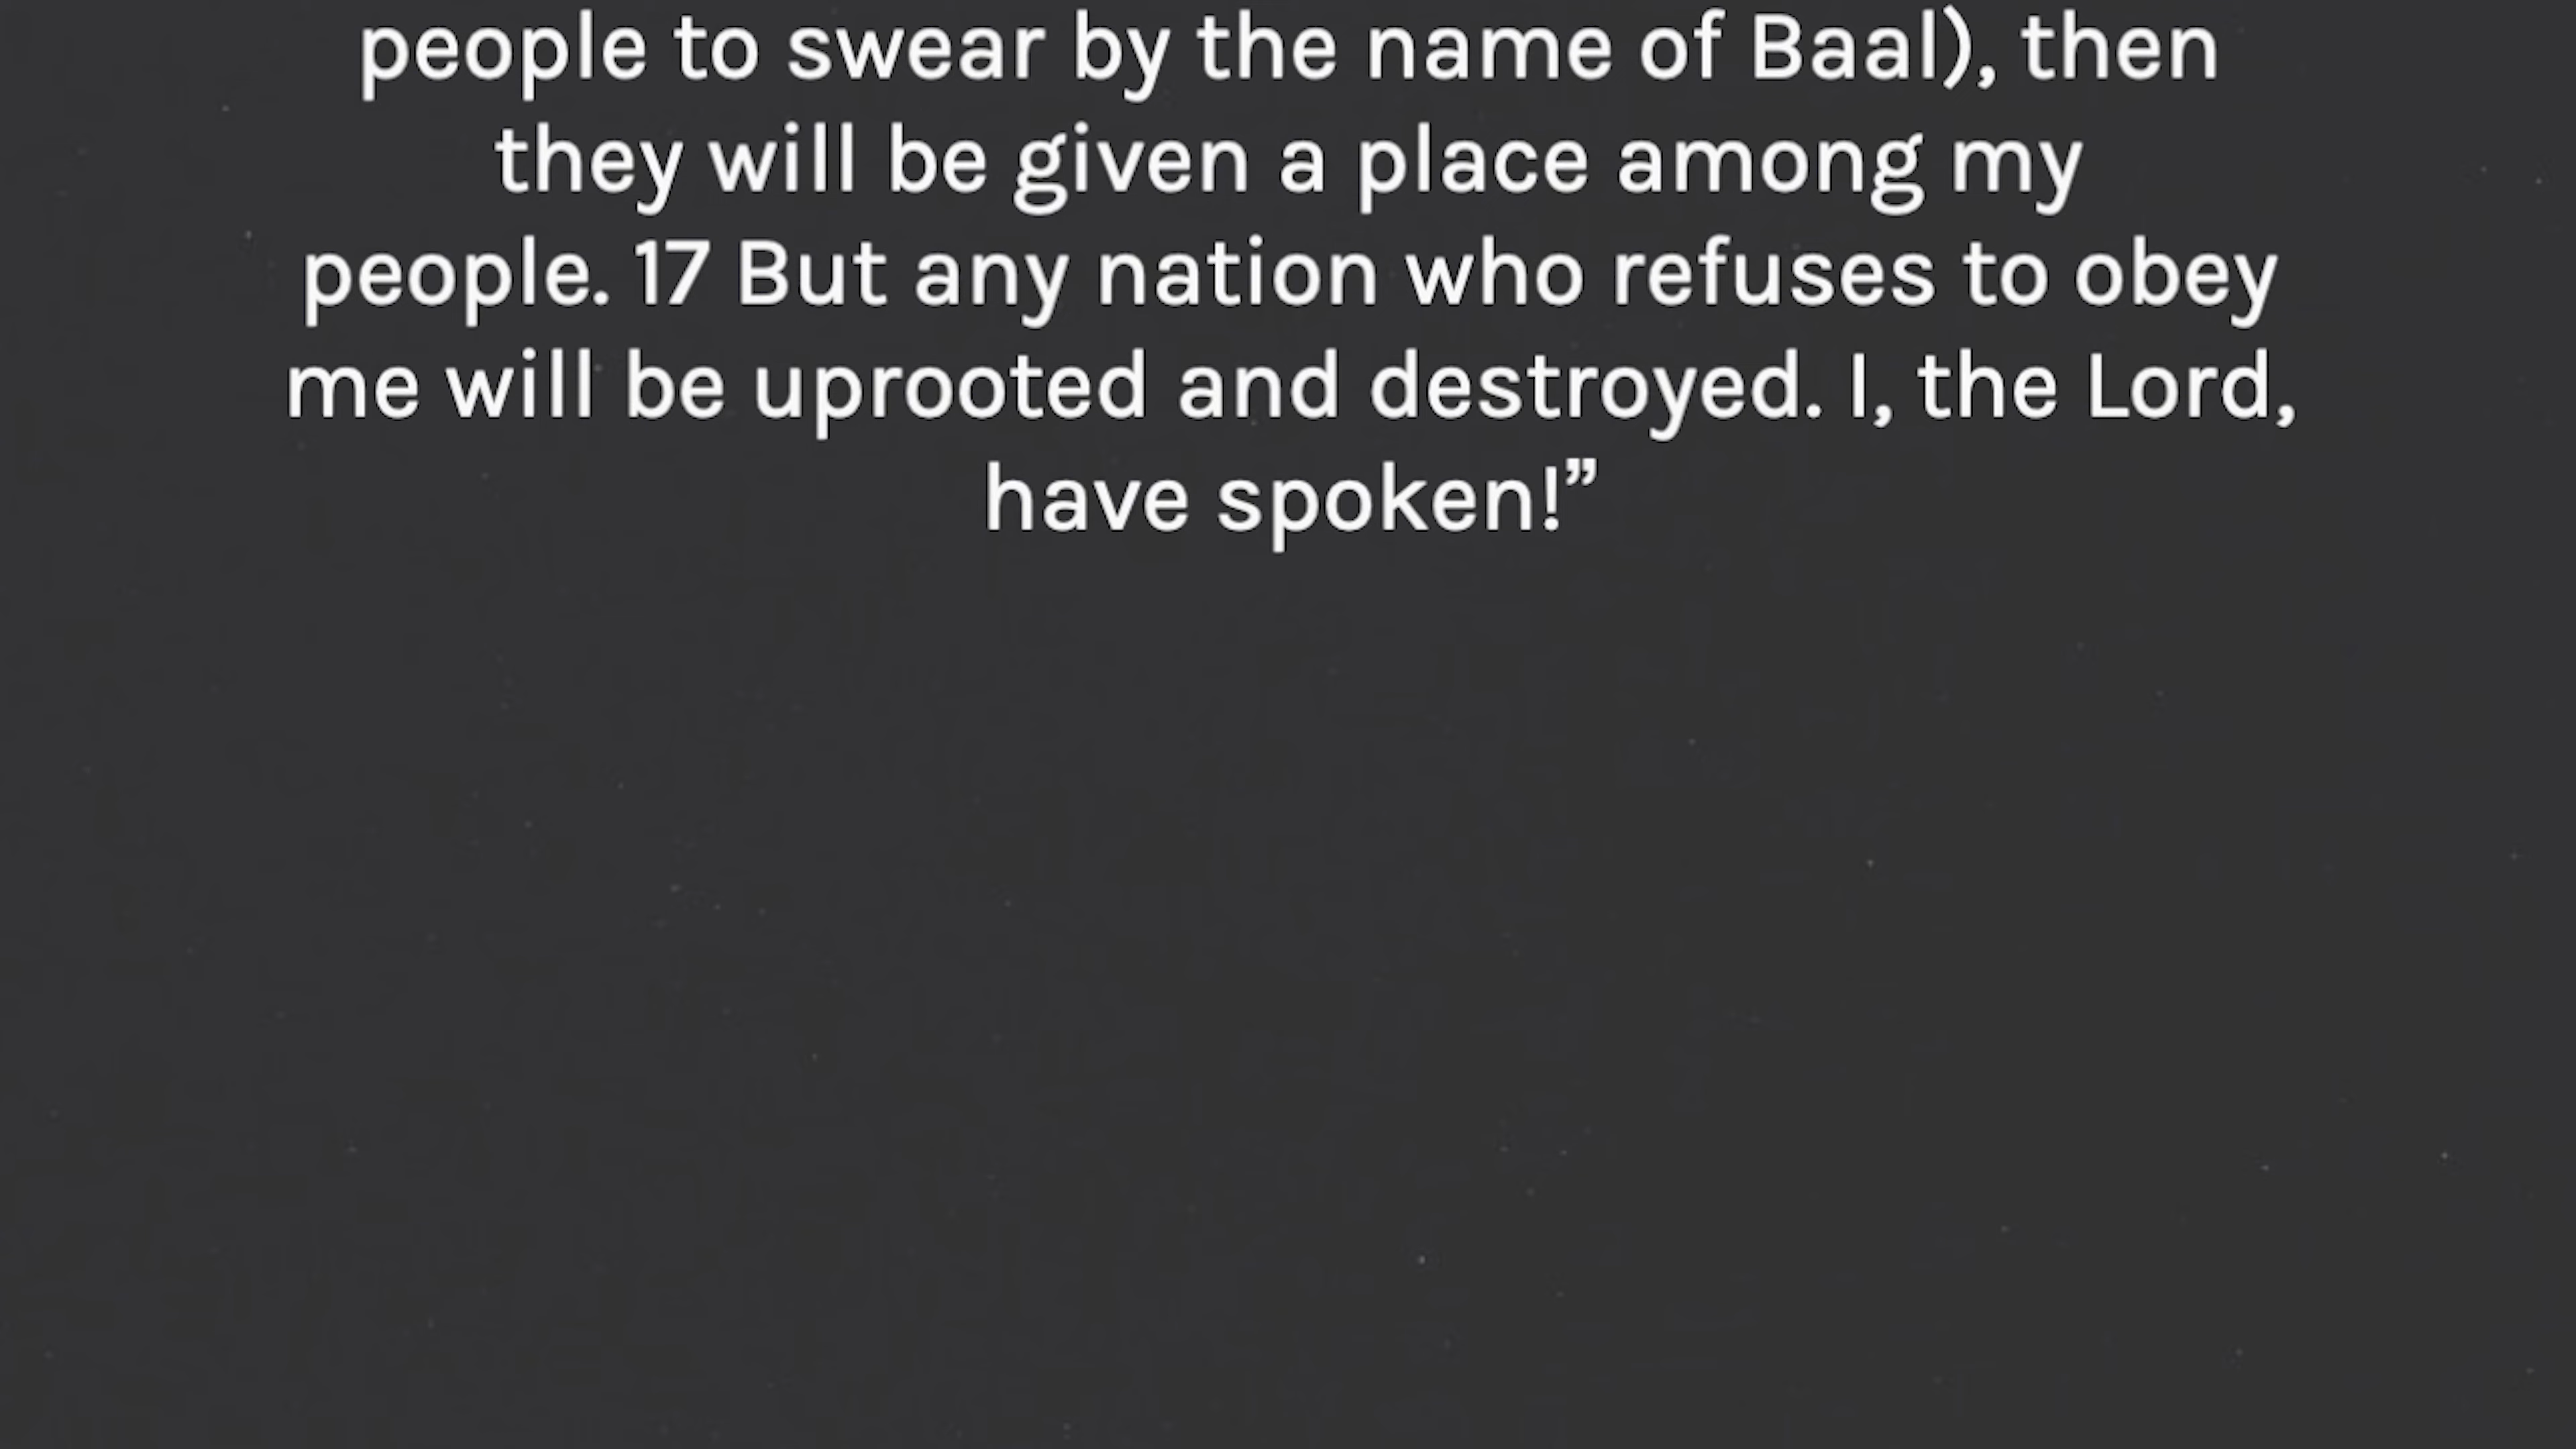 people to swear by the name of Baal), then
they will be given a place among my
people. 17 But any nation who refuses to obey
me will be uprooted and destroyed. I, the Lord,
have spoken!”